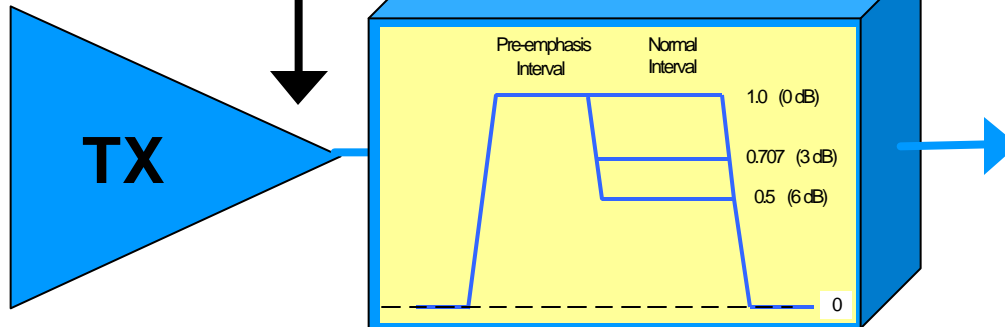 TX
Pre-emphasis
Interval
Normal
Interval
1.0 (0 dB)
0.707 (3 dB)
0.5 (6 dB)
0